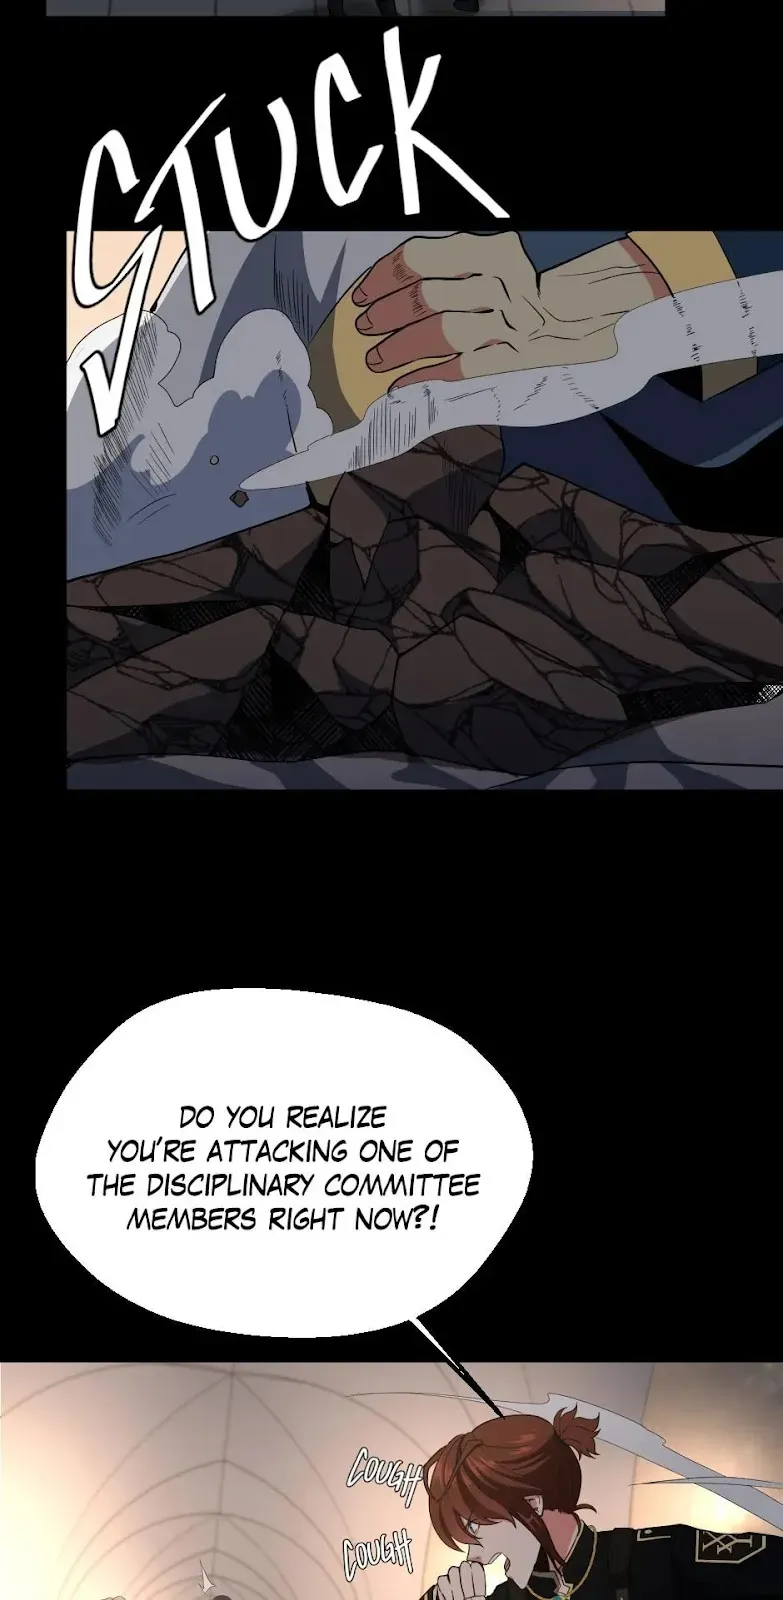 STUCK
DO YOU REALIZE
YOU'RE ATTACKING ONE OF
THE DISCIPLINARY COMMITTEE
MEMBERS RIGHT NOW?!
COUGH
COUGH